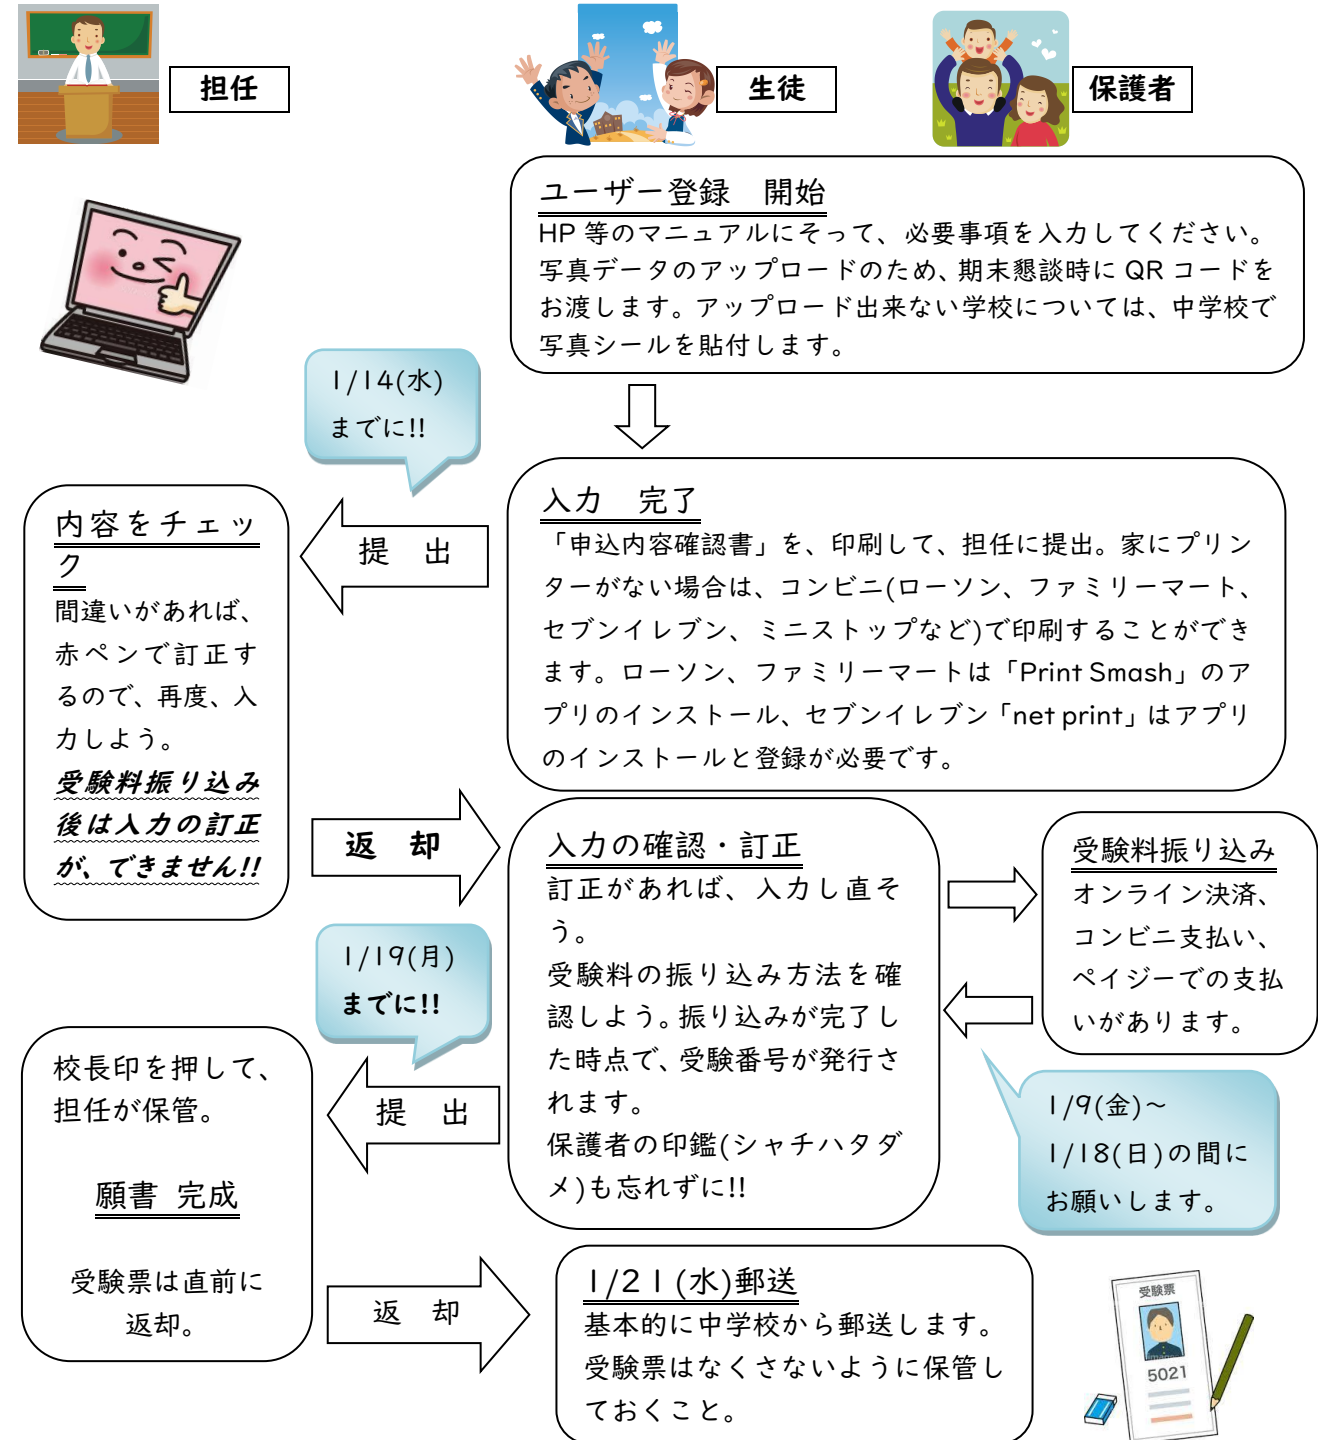 担任
生徒
保護者
ユーザー登録　開始
HP 等のマニュアルにそって、必要事項を入力してください。
写真データのアップロードのため、期末懇談時に QR コードを
お渡します。アップロード出来ない学校については、中学校で
写真シールを貼付します。
1/14(水)
までに!!
入力　完了
「申込内容確認書」を、印刷して、担任に提出。家にプリン
ターがない場合は、コンビニ(ローソン、ファミリーマート、
セブンイレブン、ミニストップなど)で印刷することができ
ます。ローソン、ファミリーマートは「Print Smash」のア
プリのインストール、セブンイレブン「net print」はアプリ
のインストールと登録が必要です。
提　出
内容をチェッ
ク
間違いがあれば、
赤ペンで訂正す
るので、再度、入
力しよう。
受験料振り込み
後は入力の訂正
が、できません!!
返　却
入力の確認・訂正
訂正があれば、入力し直そ
う。
受験料の振り込み方法を確
認しよう。振り込みが完了し
た時点で、受験番号が発行さ
れます。
保護者の印鑑(シャチハタダ
メ)も忘れずに!!
受験料振り込み
オンライン決済、
コンビニ支払い、
ペイジーでの支払
いがあります。
1/9(金)～
1/18(日)の間に
お願いします。
1/19(月)
までに!!
提　出
校長印を押して、
担任が保管。
願書 完成
受験票は直前に
返却。
返　却
1/21(水)郵送
基本的に中学校から郵送します。
受験票はなくさないように保管し
ておくこと。
受験票
5021